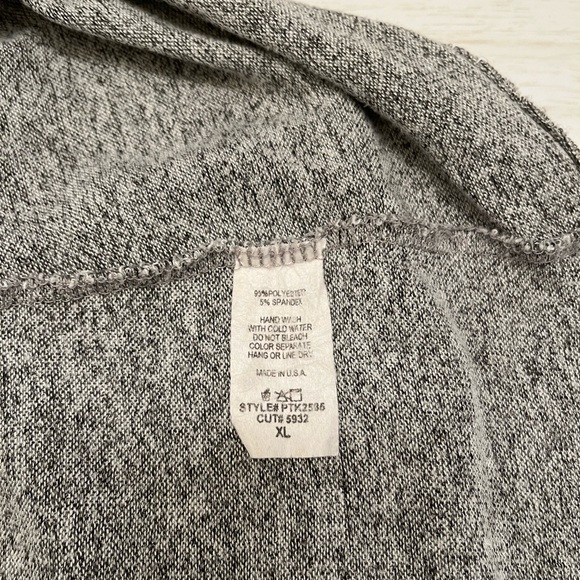 95%POLYESTER
5% SPANDEX
HAND WASH
WITH COLD WATER
DO NOT BLEACH
COLOR SEPARATE
HANG OR LINE DRY
MADE IN U.S.A.
STYLE# PTK2535
CUT# 5932
XL